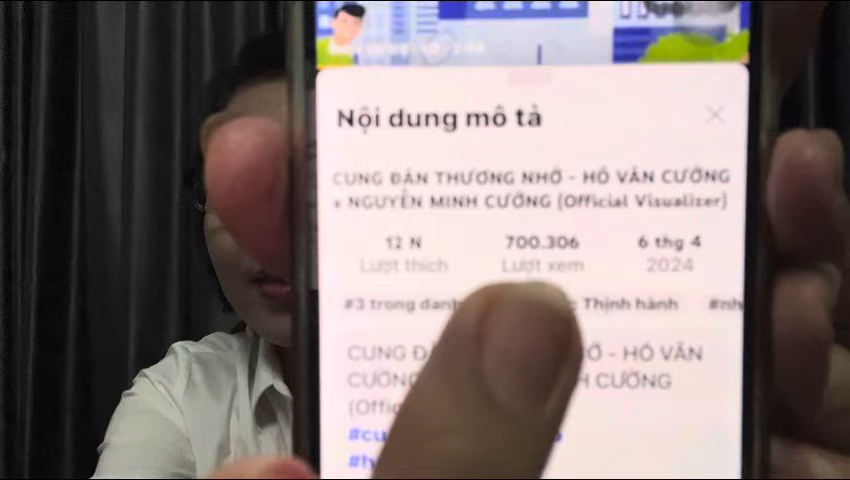 Nội dung mô tả
CUNG ĐÀN THƯƠNG NHỚ - HỒ VĂN CƯỜNG
x NGUYỄN MINH CƯỜNG (Official Visualizer)
12 N 700.306 6 thg 4
Lượt thích Lượt xem 2024
#3 trong danh Thịnh hành
CUNG - HỒ VĂN
CƯỜNG CƯỜNG